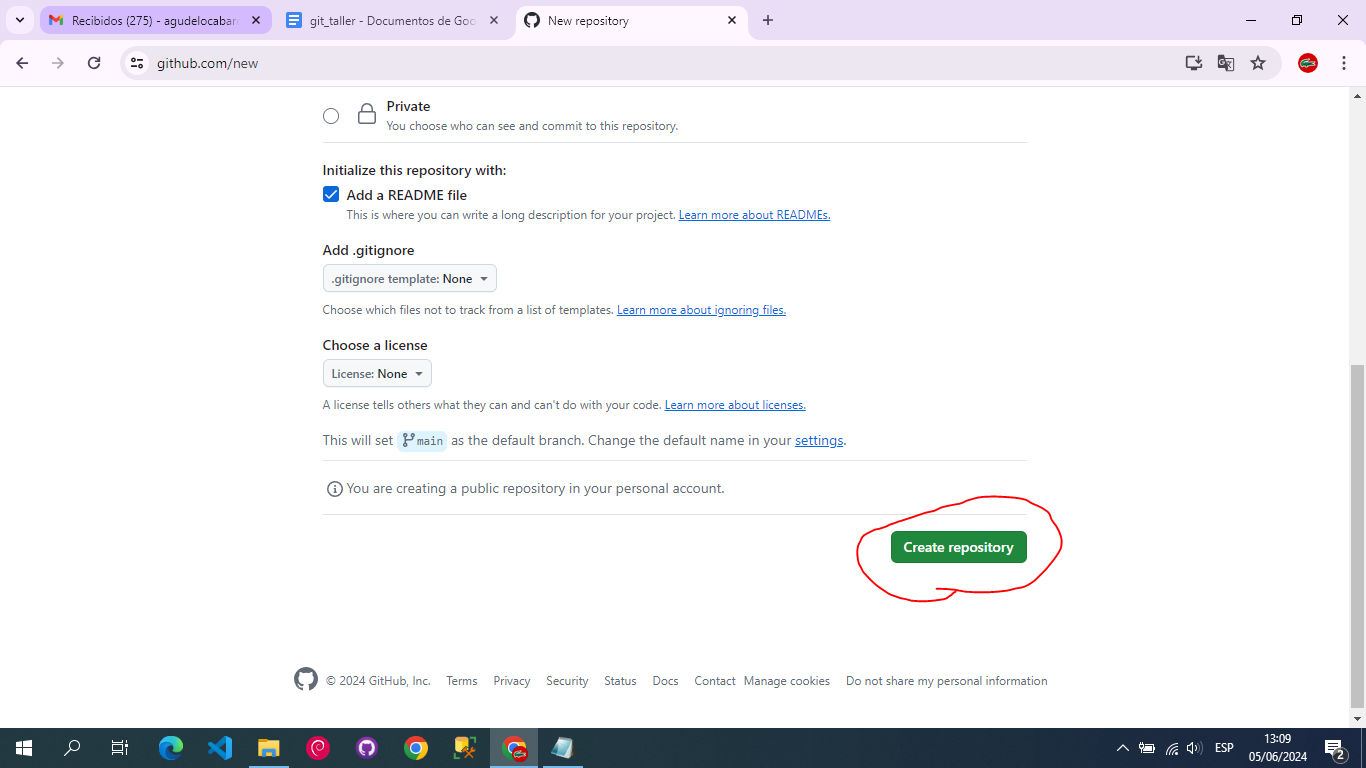 Recibidos (275) - agudelocaba
git_taller - Documentos de Goo
New repository
github.com/new
Private
You choose who can see and commit to this repository.
Initialize this repository with:
Add a README file
This is where you can write a long description for your project. Learn more about READMEs.
Add .gitignore
.gitignore template: None
Choose which files not to track from a list of templates. Learn more about ignoring files.
Choose a license
License: None
A license tells others what they can and can't do with your code. Learn more about licenses.
This will set main as the default branch. Change the default name in your settings.
You are creating a public repository in your personal account.
Create repository
© 2024 GitHub, Inc. Terms Privacy Security Status Docs Contact Manage cookies Do not share my personal information
ESP
13:09
05/06/2024
2